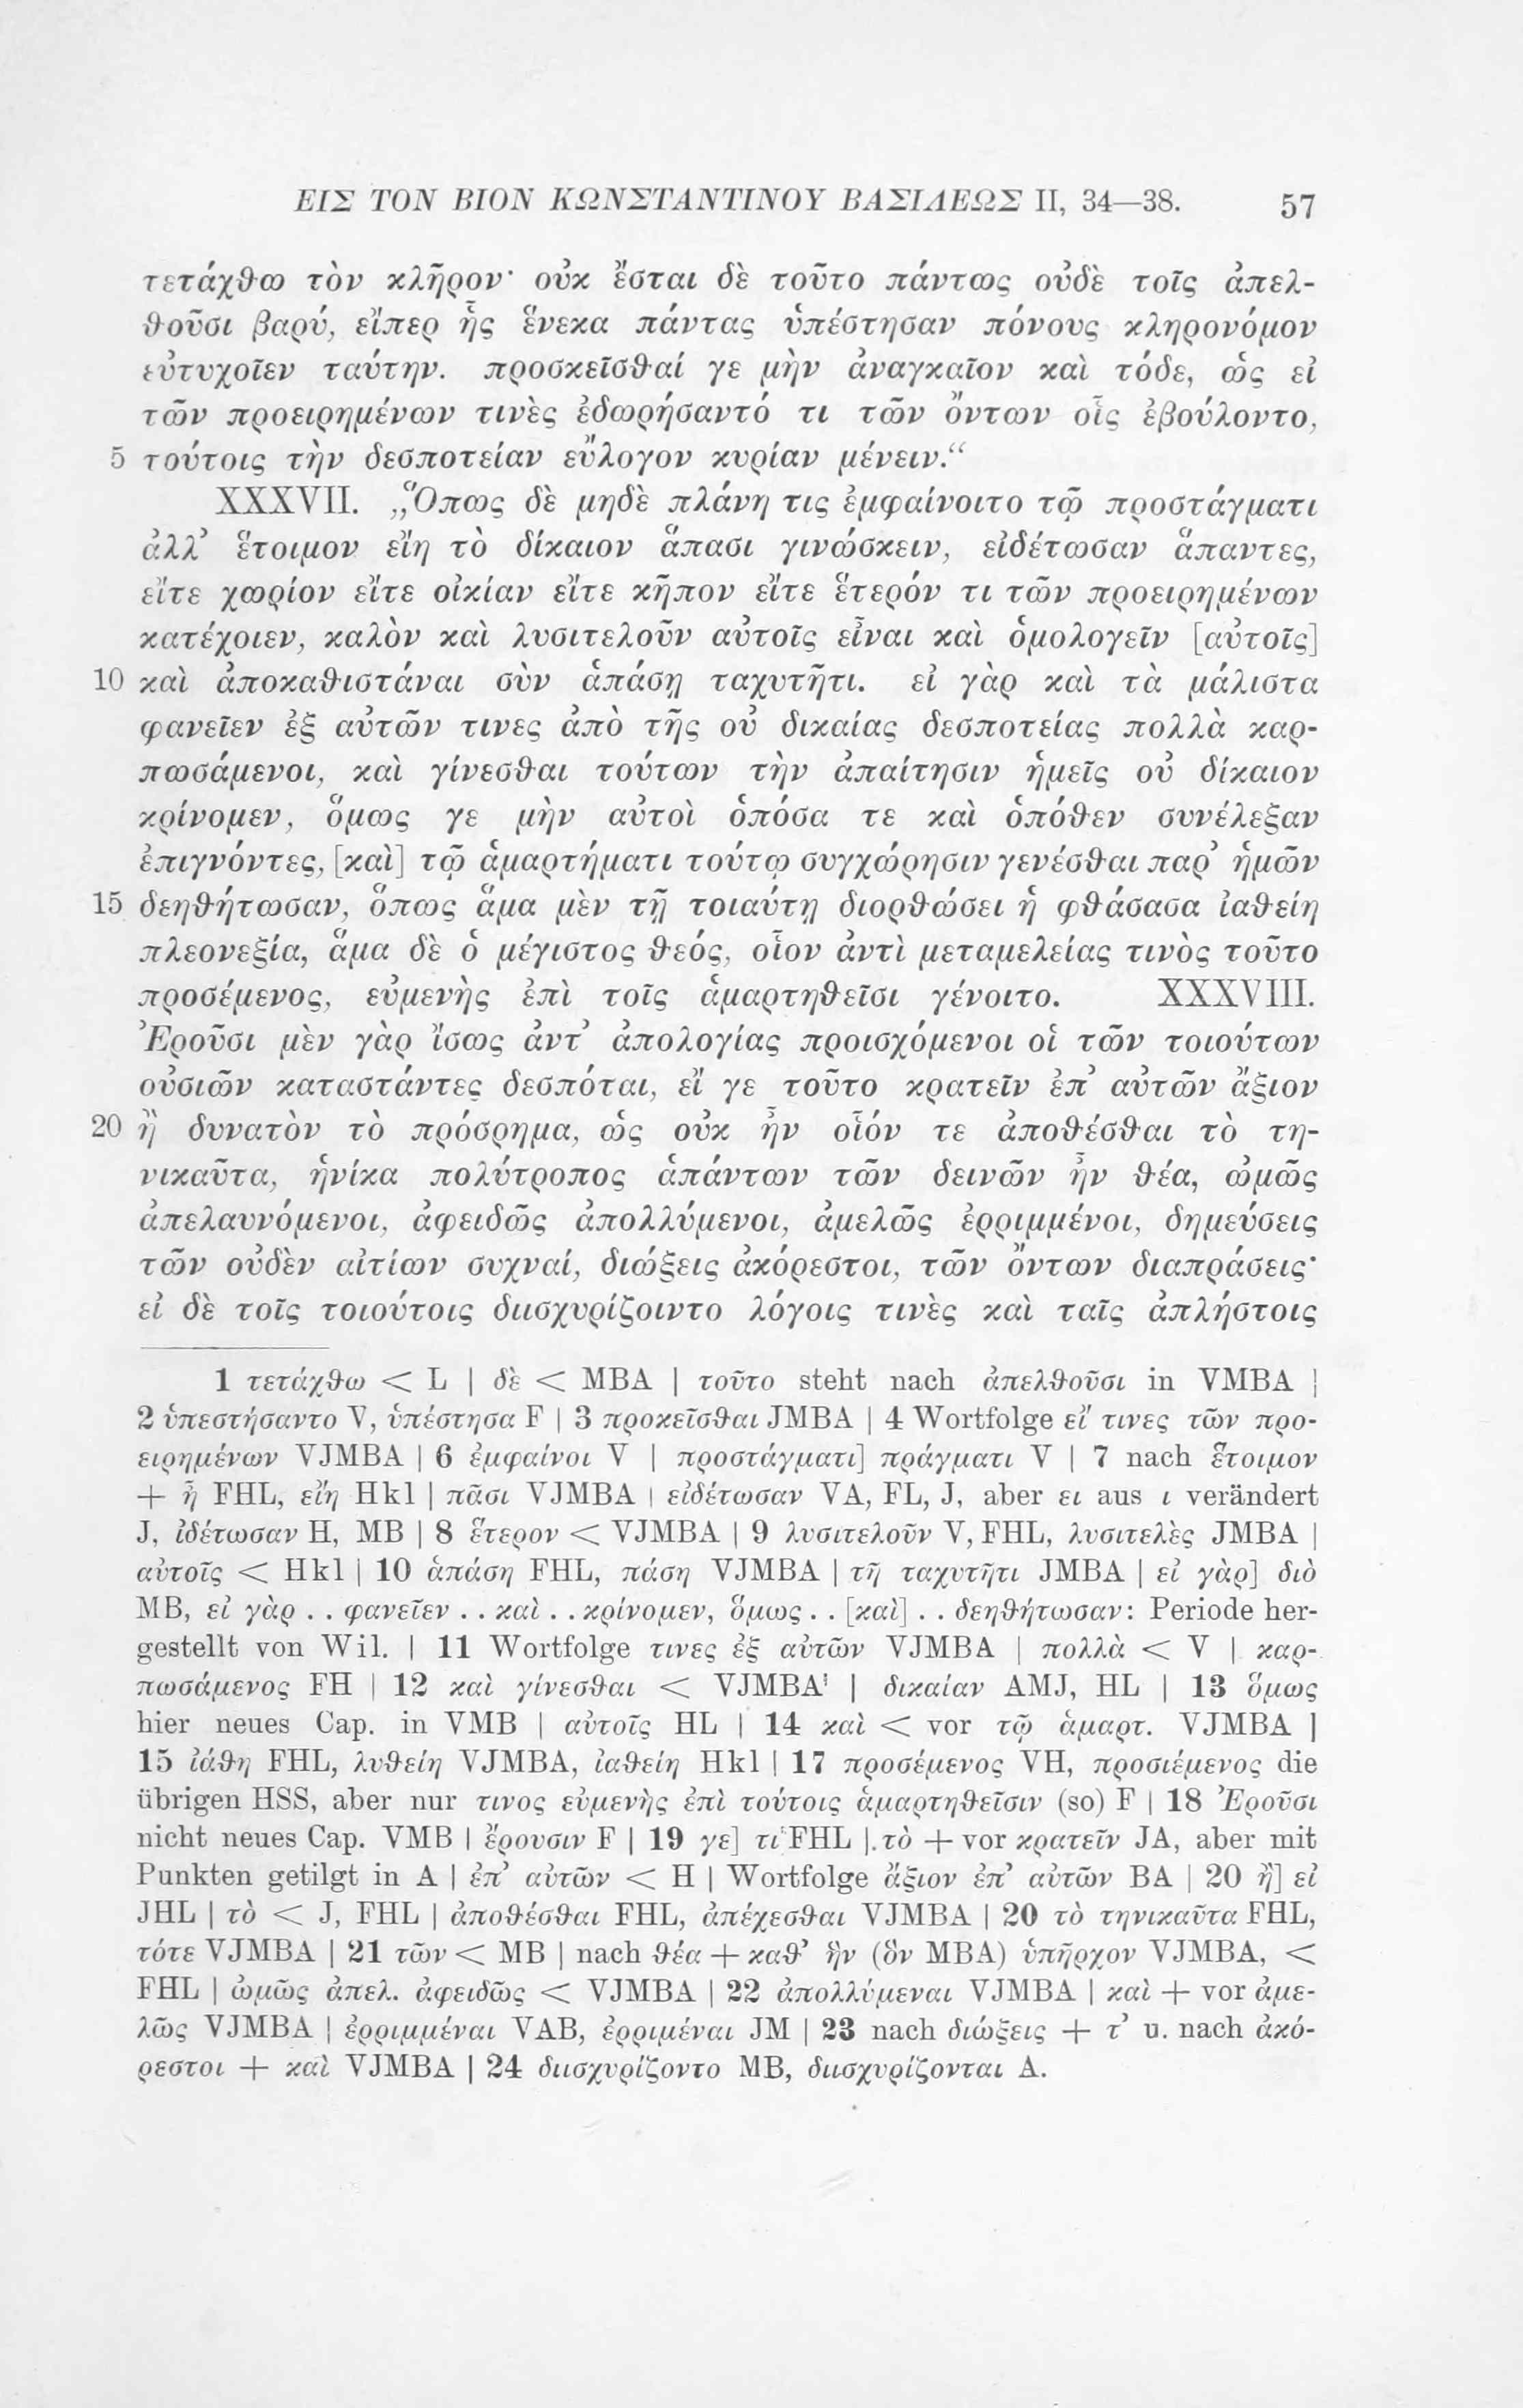 ΕΙΣ ΤΟΝ ΒΙΟΝ ΚΩΝΣΤΑΝΤΙΝΟΥ ΒΑΣΙΛΕΩΣ II, 34—38. 57
τετάχθω τὸν κλῆρον· οὐκ ἔσται δὲ τοῦτο πάντως οὐδὲ τοῖς ἀπελ-
θοῦσι βαρύ, εἴπερ ἧς ἕνεκα πάντας ὑπέστησαν πόνους κληρονόμον
εὐτυχοῖεν ταύτην. προσκεῖσθαί γε μὴν ἀναγκαῖον καὶ τόδε, ὡς εἰ
τῶν προειρημένων τινὲς ἐδωρήσαντό τι τῶν ὄντων οἷς ἐβούλοντο,
5 τούτοις τὴν δεσποτείαν εὔλογον κυρίαν μένειν.“
XXXVII. „Ὅπως δὲ μηδὲ πλάνη τις ἐμφαίνοιτο τῷ προστάγματι
ἀλλ’ ἕτοιμον εἴη τὸ δίκαιον ἅπασι γινώσκειν, εἰδέτωσαν ἅπαντες,
εἴτε χωρίον εἴτε οἰκίαν εἴτε κῆπον εἴτε ἕτερόν τι τῶν προειρημένων
κατέχοιεν, καλὸν καὶ λυσιτελοῦν αὐτοῖς εἶναι καὶ ὁμολογεῖν [αὐτοῖς]
10 καὶ ἀποκαθιστάναι σὺν ἁπάσῃ ταχυτῆτι. εἰ γὰρ καὶ τὰ μάλιστα
φανεῖεν ἐξ αὐτῶν τινες ἀπὸ τῆς οὐ δικαίας δεσποτείας πολλὰ καρ-
πωσάμενοι, καὶ γίνεσθαι τούτων τὴν ἀπαίτησιν ἡμεῖς οὐ δίκαιον
κρίνομεν, ὅμως γε μὴν αὐτοὶ ὁπόσα τε καὶ ὁπόθεν συνέλεξαν
ἐπιγνόντες, [καὶ] τῷ ἁμαρτήματι τούτῳ συγχώρησιν γενέσθαι παρ’ ἡμῶν
15 δεηθήτωσαν, ὅπως ἅμα μὲν τῇ τοιαύτῃ διορθώσει ἡ φθάσασα ἰαθείη
πλεονεξία, ἅμα δὲ ὁ μέγιστος θεός, οἷον ἀντὶ μεταμελείας τινὸς τοῦτο
προσέμενος, εὐμενὴς ἐπὶ τοῖς ἁμαρτηθεῖσι γένοιτο. XXXVIII.
Ἐροῦσι μὲν γὰρ ἴσως ἀντ’ ἀπολογίας προισχόμενοι οἱ τῶν τοιούτων
οὐσιῶν καταστάντες δεσπόται, εἴ γε τοῦτο κρατεῖν ἐπ’ αὐτῶν ἄξιον
20 ἢ δυνατὸν τὸ πρόσρημα, ὡς οὐκ ἦν οἷόν τε ἀποθέσθαι τὸ τη-
νικαῦτα, ἡνίκα πολύτροπος ἁπάντων τῶν δεινῶν ἦν θέα, ὠμῶς
ἀπελαυνόμενοι, ἀφειδῶς ἀπολλύμενοι, ἀμελῶς ἐρριμμένοι, δημεύσεις
τῶν οὐδὲν αἰτίων συχναί, διώξεις ἀκόρεστοι, τῶν ὄντων διαπράσεις·
εἰ δὲ τοῖς τοιούτοις διισχυρίζοιντο λόγοις τινὲς καὶ ταῖς ἀπλήστοις
1 τετάχθω < L | δὲ < MBA | τοῦτο steht nach ἀπελθοῦσι in VMBA |
2 ὑπεστήσαντο V, ὑπέστησα F | 3 προκεῖσθαι JMBA | 4 Wortfolge εἴ τινες τῶν προ-
ειρημένων VJMBA | 6 ἐμφαίνοι V | προστάγματι] πράγματι V | 7 nach ἕτοιμον
+ ᾖ FHL, εἴη Hkl | πᾶσι VJMBA | εἰδέτωσαν VA, FL, J, aber ει aus ι verändert
J, ἰδέτωσαν H, MB | 8 ἕτερον < VJMBA | 9 λυσιτελοῦν V, FHL, λυσιτελὲς JMBA |
αὐτοῖς < Hkl | 10 ἁπάσῃ FHL, πάσῃ VJMBA | τῇ ταχυτῆτι JMBA | εἰ γὰρ] διὸ
MB, εἰ γὰρ . . φανεῖεν . . καὶ . . κρίνομεν, ὅμως . . [καὶ] . . δεηθήτωσαν: Periode her-
gestellt von Wil. | 11 Wortfolge τινες ἐξ αὐτῶν VJMBA | πολλὰ < V | καρ-
πωσάμενος FH | 12 καὶ γίνεσθαι < VJMBA | δικαίαν AMJ, HL | 13 ὅμως
hier neues Cap. in VMB | αὐτοῖς HL | 14 καὶ < vor τῷ ἁμαρτ. VJMBA |
15 ἰάθη FHL, λυθείη VJMBA, ἰαθείη Hkl | 17 προσέμενος VH, προσιέμενος die
übrigen HSS, aber nur τινος εὐμενὴς ἐπὶ τούτοις ἁμαρτηθεῖσιν (so) F | 18 Ἐροῦσι
nicht neues Cap. VMB | ἔρουσιν F | 19 γε] τι FHL | τὸ + vor κρατεῖν JA, aber mit
Punkten getilgt in A | ἐπ’ αὐτῶν < H | Wortfolge ἄξιον ἐπ’ αὐτῶν BA | 20 ἢ] εἰ
JHL | τὸ < J, FHL | ἀποθέσθαι FHL, ἀπέχεσθαι VJMBA | 20 τὸ τηνικαῦτα FHL,
τότε VJMBA | 21 τῶν < MB | nach θέα + καθ’ ἣν (ὃν MBA) ὑπῆρχον VJMBA, <
FHL | ὠμῶς ἀπελ. ἀφειδῶς < VJMBA | 22 ἀπολλύμεναι VJMBA | καὶ + vor ἀμε-
λῶς VJMBA | ἐρριμμέναι VAB, ἐρριμέναι JM | 23 nach διώξεις + τ’ u. nach ἀκό-
ρεστοι + καὶ VJMBA | 24 διισχυρίζοντο MB, διισχυρίζονται A.